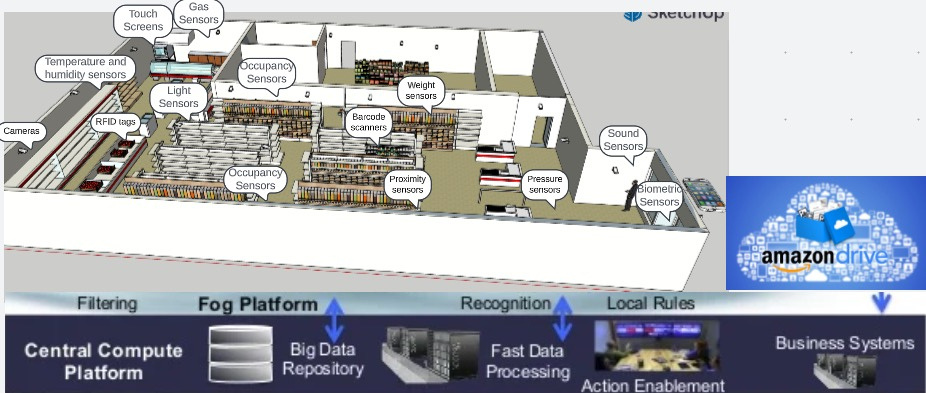 SketchUp
Touch
Screens
Gas
Sensors
Temperature and
humidity sensors
Occupancy
Sensors
Light
Sensors
Weight
sensors
Cameras
RFID tags
Barcode
scanners
Sound
Sensors
Occupancy
Sensors
Proximity
sensors
Pressure
sensors
Biometric
Sensors
amazondrive
Filtering
Fog Platform
Recognition
Local Rules
Central Compute
Platform
Big Data
Repository
Fast Data
Processing
Action Enablement
Business Systems